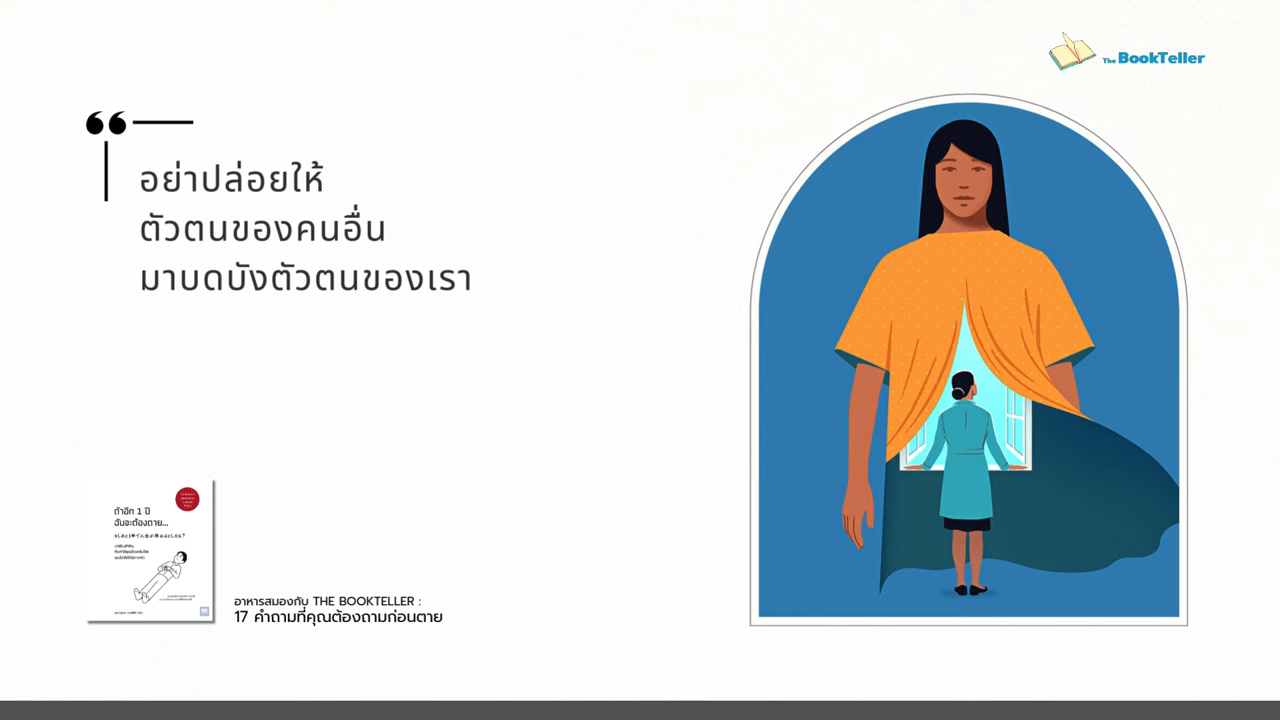 The BookTeller
อย่าปล่อยให้
ตัวตนของคนอื่น
มาบดบังตัวตนของเรา
ถ้าอีก 1 ปี
ฉันจะต้องตาย...
อาหารสมองกับ THE BOOKTELLER :
17 คำถามที่คุณต้องถามก่อนตาย